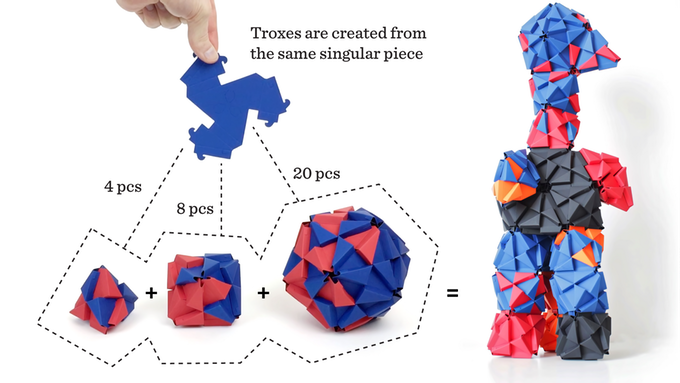 Troxes are created from
the same singular piece
4 pcs
8 pcs
20 pcs
+
+
=